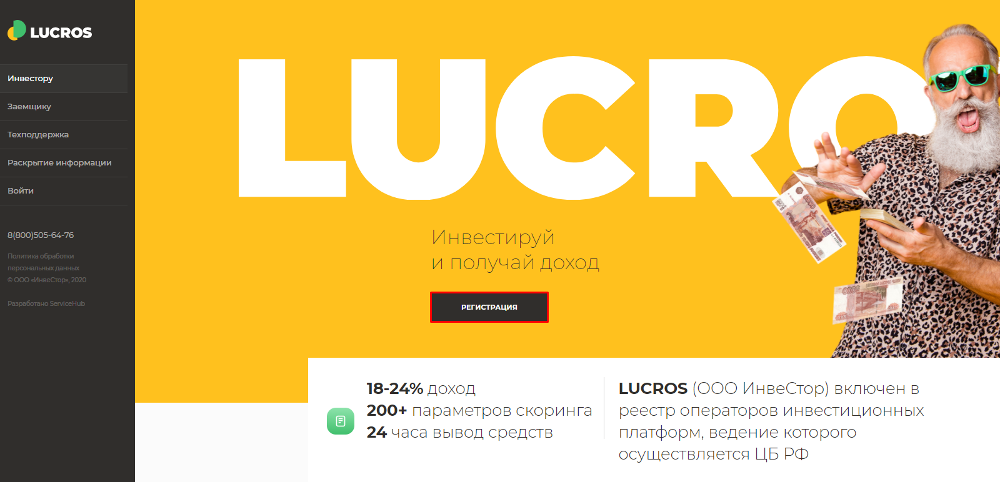 LUCROS
Инвестору
Заемщику
Техподдержка
Раскрытие информации
Войти
8(800)505-64-76
Политика обработки
персональных данных
© ООО «ИнвеСтор», 2020
Разработано ServiceHub
LUCRO
Инвестируй
и получай доход
РЕГИСТРАЦИЯ
18-24% доход
200+ параметров скоринга
24 часа вывод средств
LUCROS (ООО ИнвеСтор) включен в
реестр операторов инвестиционных
платформ, ведение которого
осуществляется ЦБ РФ